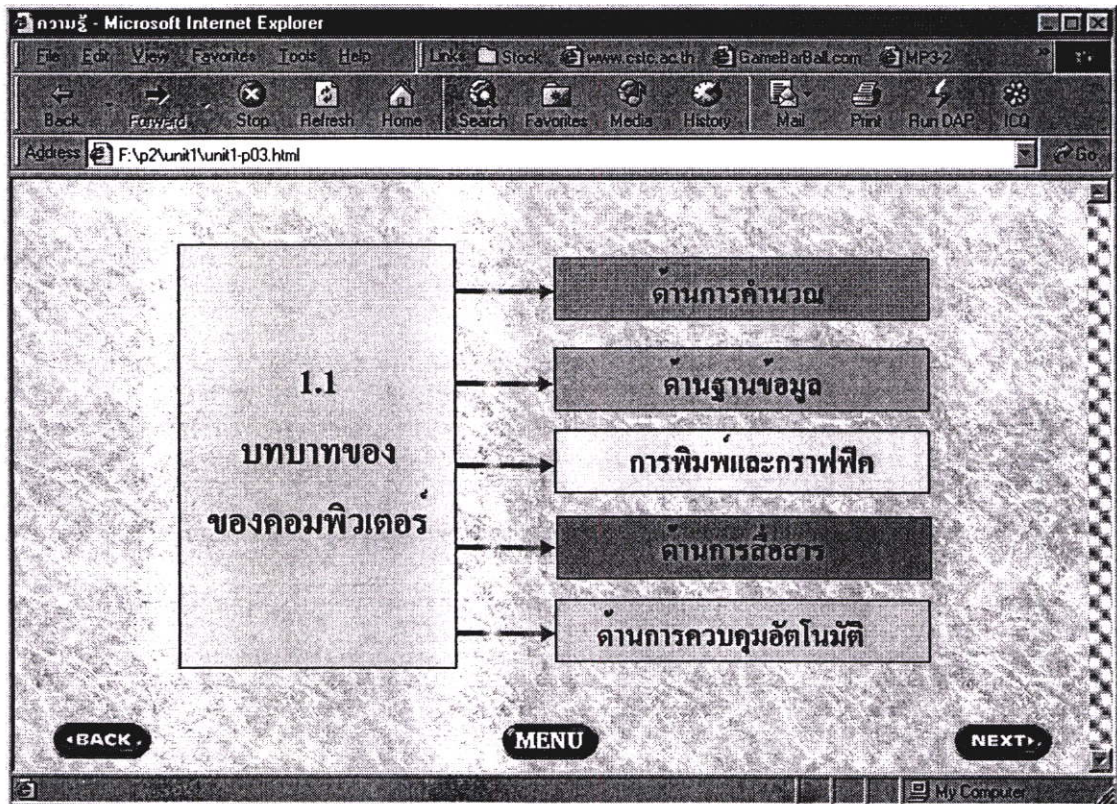 ความรู้ - Microsoft Internet Explorer
File Edit View Favorites Tools Help Links Stock www.cstc.ac.th GameBarBall.com MP3-2
Back Forward Stop Refresh Home Search Favorites Media History Mail Print Run DAP ICQ
Address F:\p2\unit1\unit1-p03.html Go
1.1
บทบาทของ
ของคอมพิวเตอร์
ด้านการคำนวณ
ด้านฐานข้อมูล
การพิมพ์และกราฟฟิค
ด้านการสื่อสาร
ด้านการควบคุมอัตโนมัติ
BACK MENU NEXT
My Computer